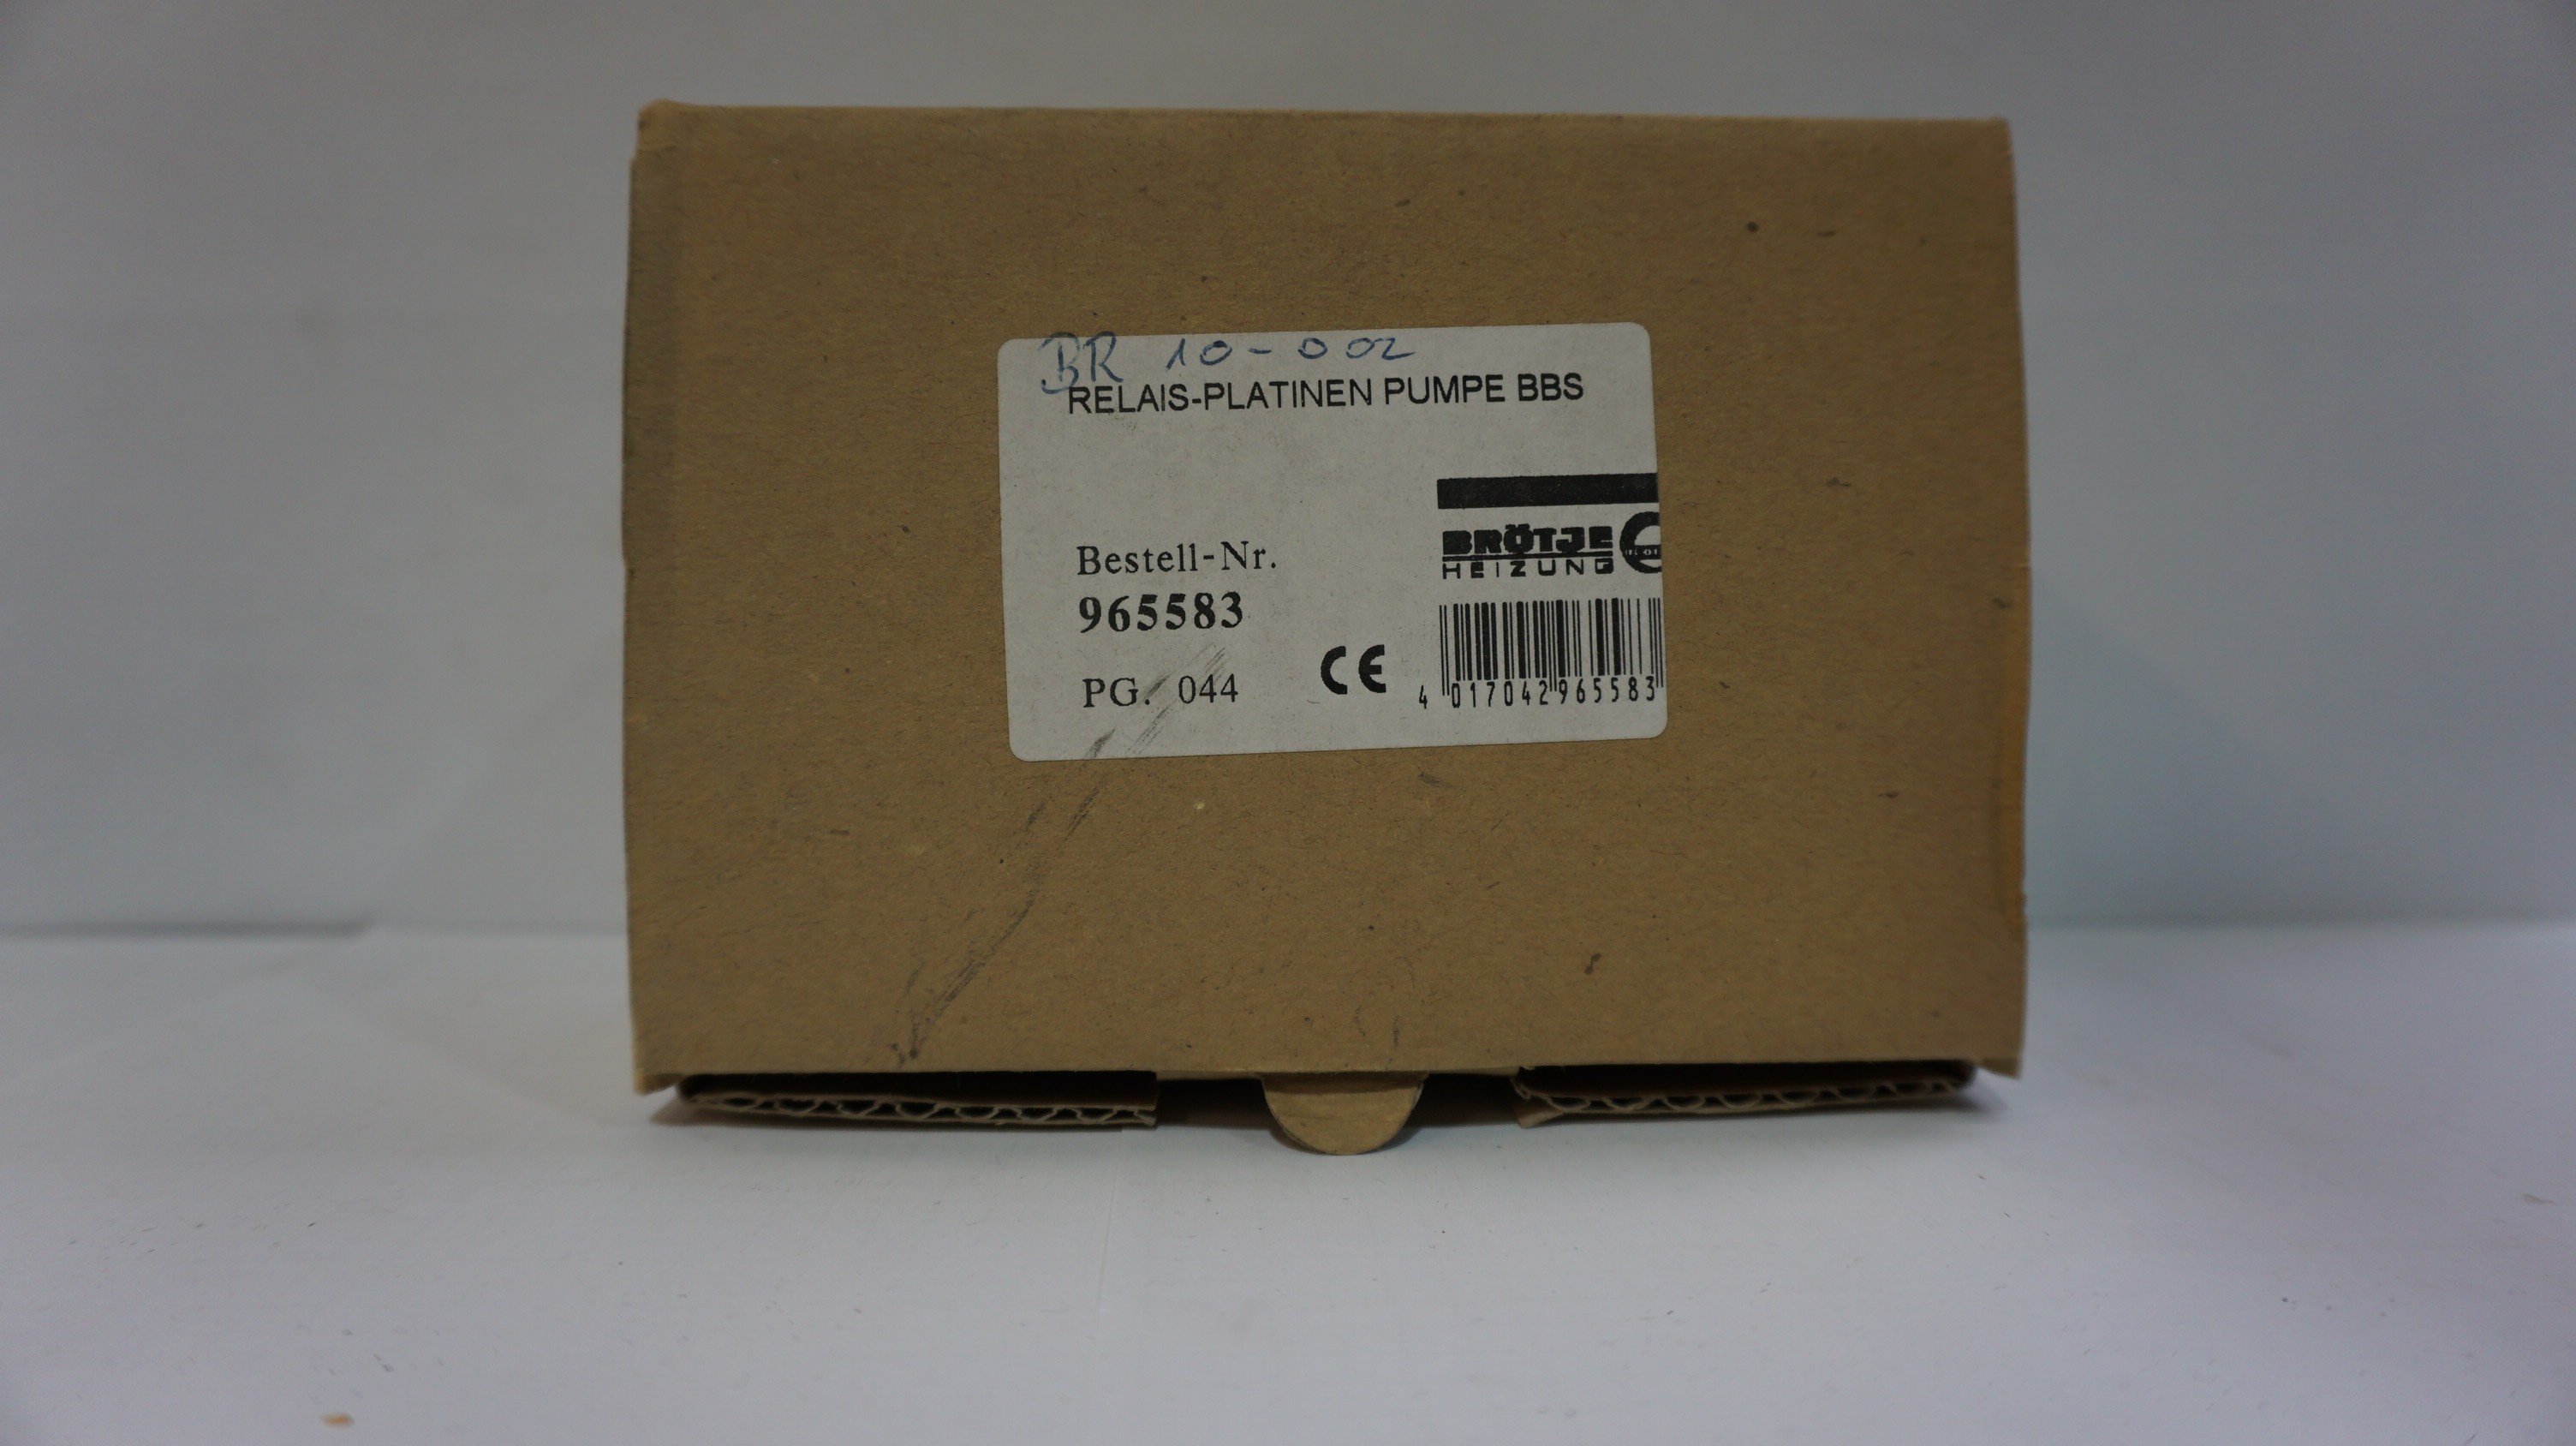 BR 10-002
RELAIS-PLATINEN PUMPE BBS
BRÖTJE
HEIZUNG
Bestell-Nr.
965583
PG. 044
CE
4 017042 965583